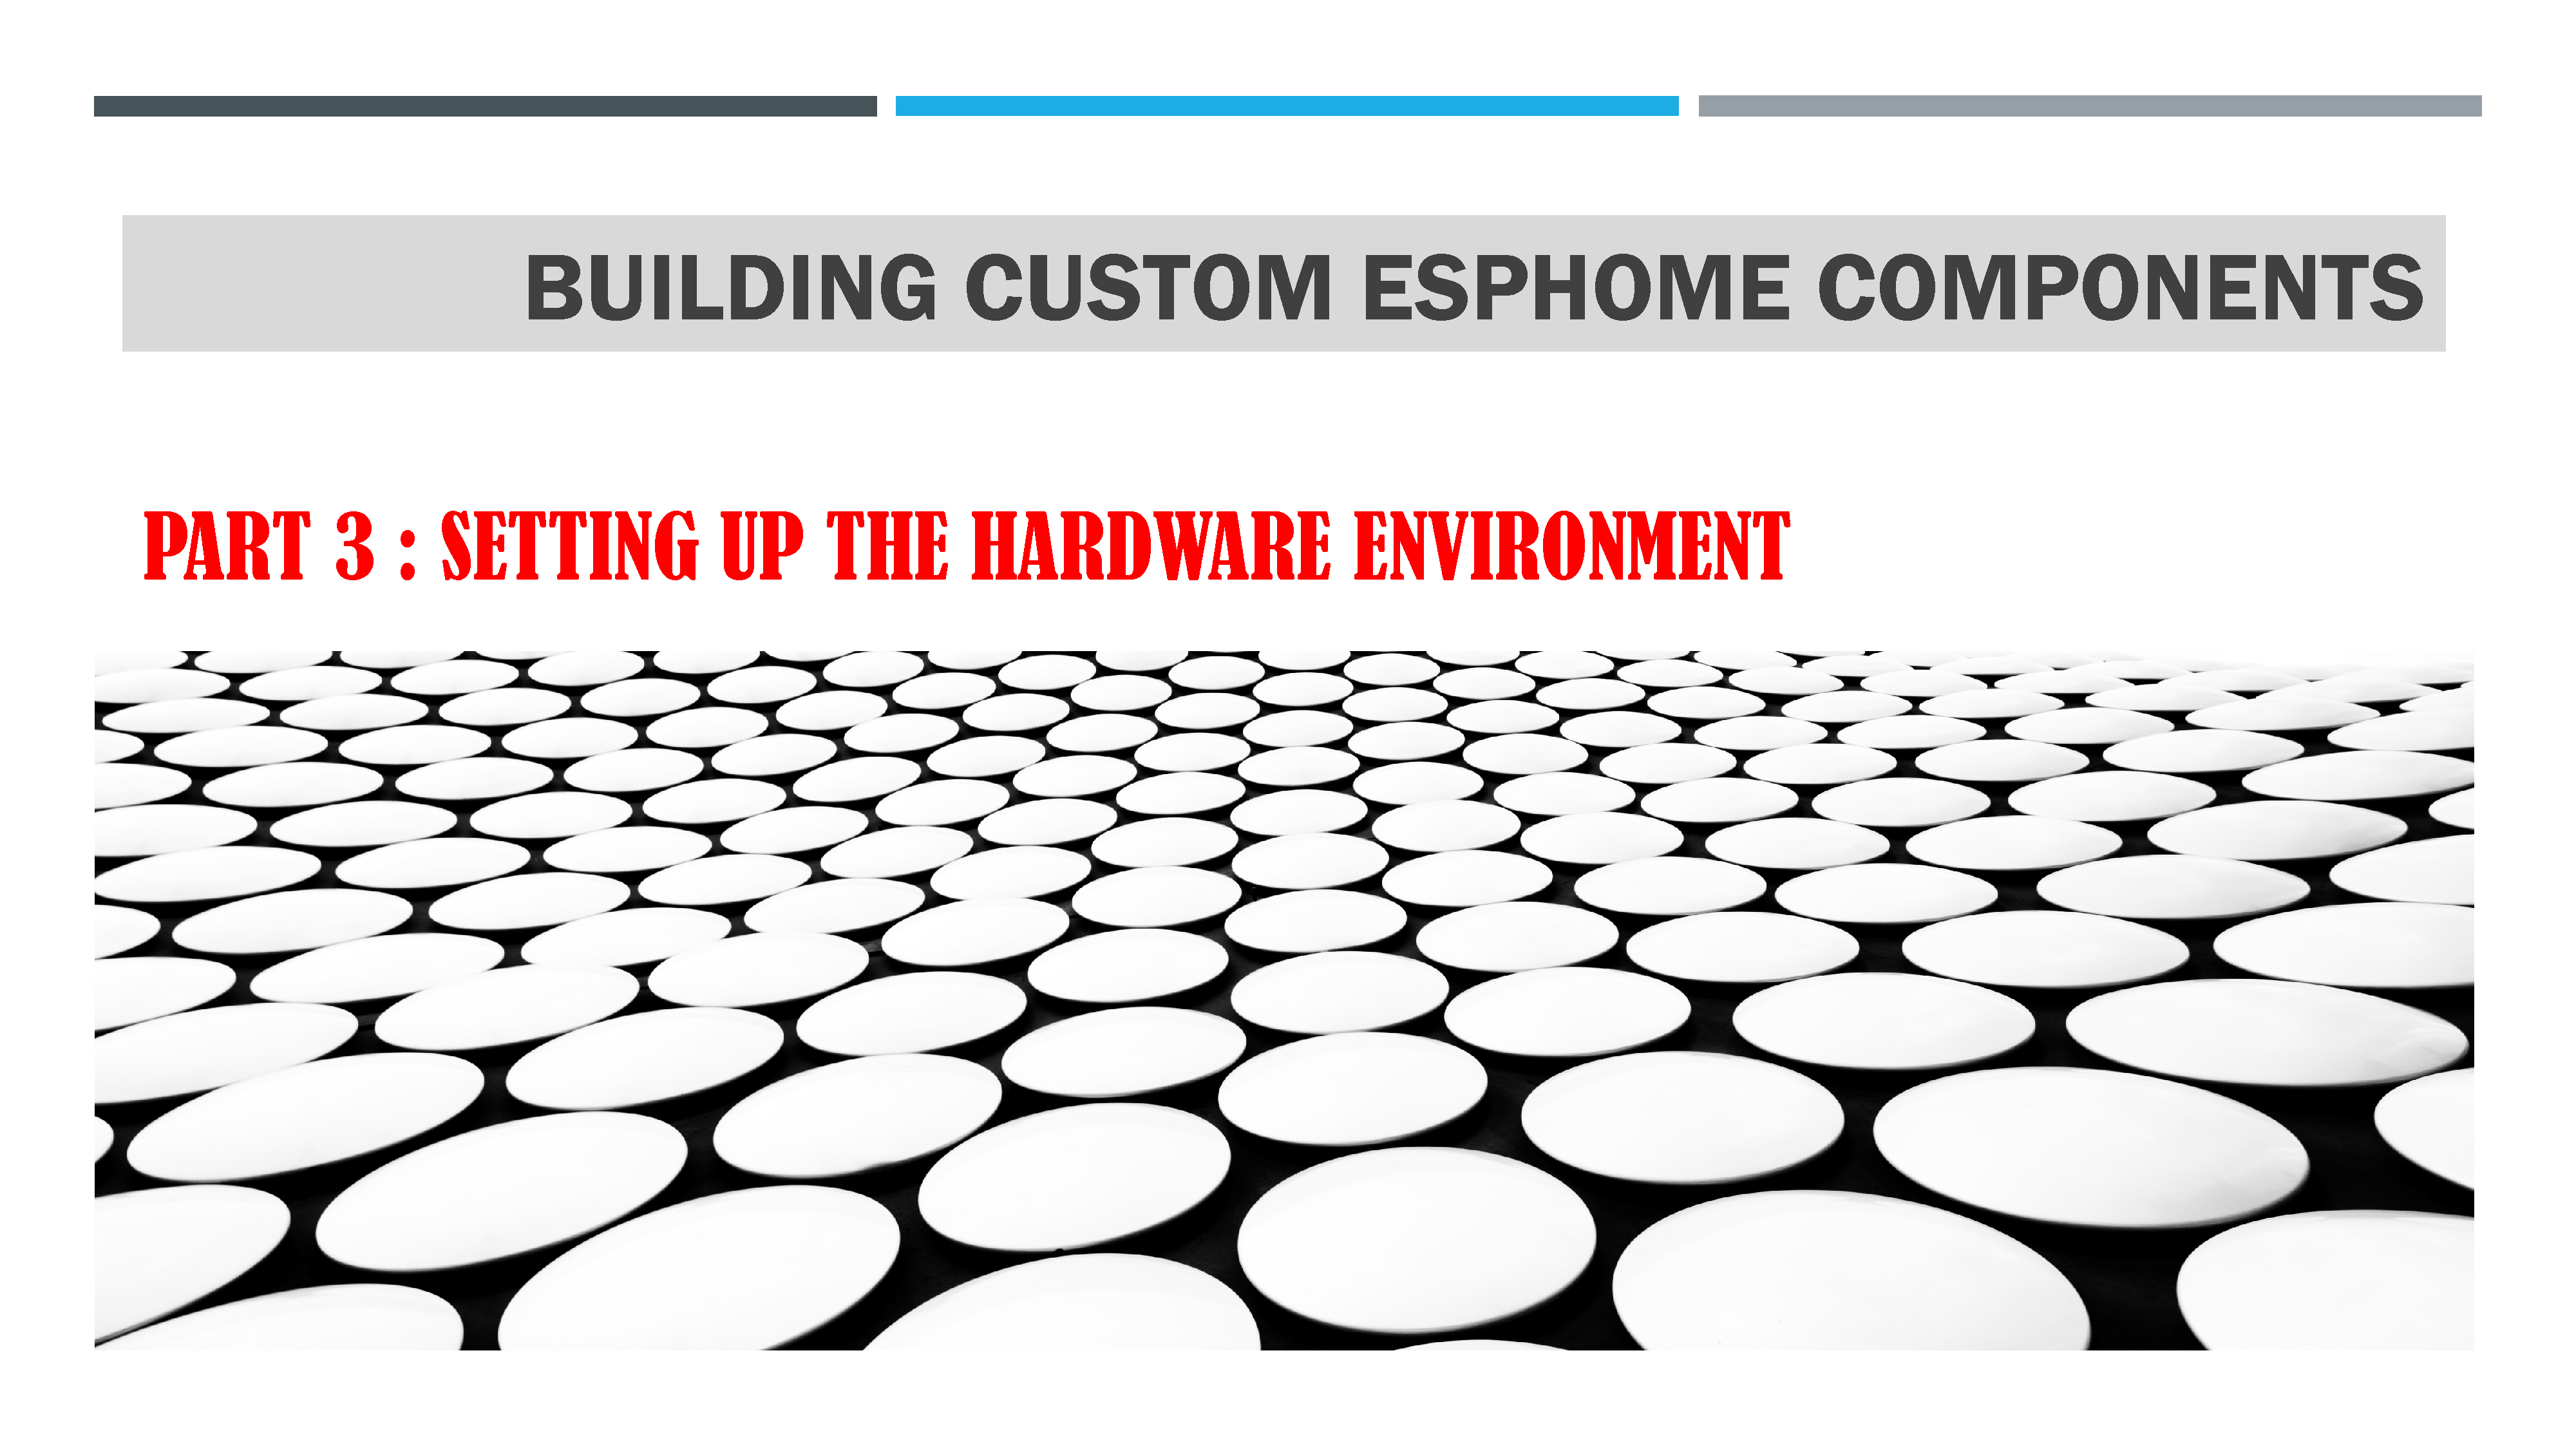 BUILDING CUSTOM ESPHOME COMPONENTS
PART 3 : SETTING UP THE HARDWARE ENVIRONMENT